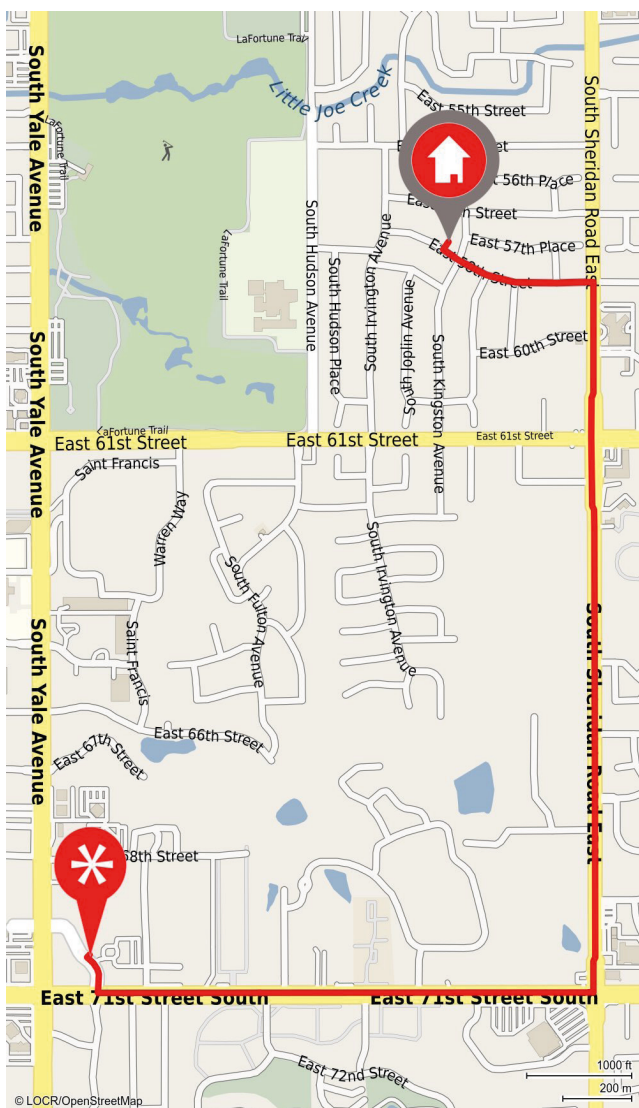 LaFortune Trail
South Yale Avenue
Little Joe Creek
East 55th Street
South Sheridan Road East
LaFortune Trail
56th Place
Street
East 57th Place
East 58th Street
LaFortune Trail
South Hudson Avenue
South Hudson Place
South Irvington Avenue
South Joplin Avenue
South Kingston Avenue
East 60th Street
South Yale Avenue
LaFortune Trail
East 61st Street
East 61st Street
East 61st Street
Saint Francis
Warren Way
South Fulton Avenue
South Irvington Avenue
Saint Francis
South Yale Avenue
South Sheridan Road East
East 66th Street
East 67th Street
68th Street
East 71st Street South
East 71st Street South
East 72nd Street
1000 ft
200 m
© LOCR/OpenStreetMap